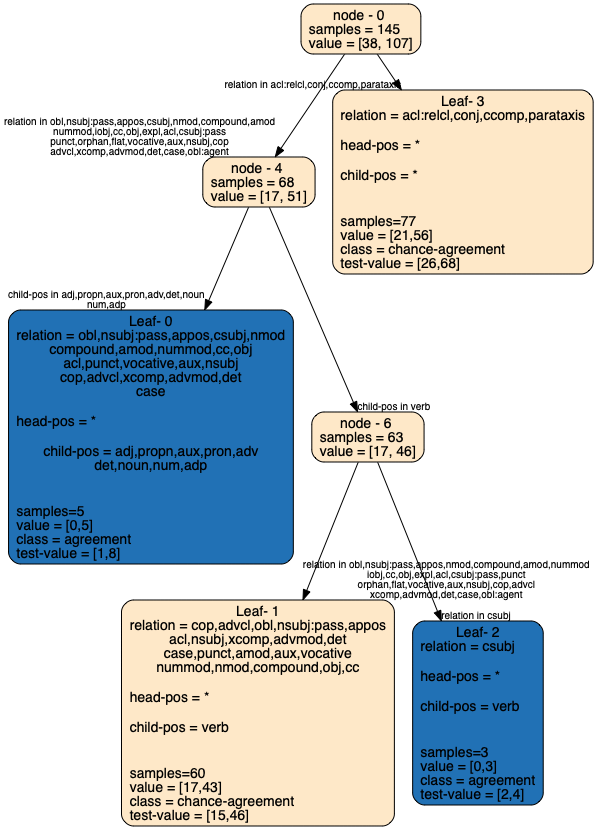 node - 0
samples = 145
value = [38, 107]
relation in acl:relcl,conj,ccomp,parataxis
Leaf- 3
relation = acl:relcl,conj,ccomp,parataxis
head-pos = *
child-pos = *
samples=77
value = [21,56]
class = chance-agreement
test-value = [26,68]
relation in obl,nsubj:pass,appos,csubj,nmod,compound,amod
nummod,iobj,cc,obj,expl,acl,csubj:pass
punct,orphan,flat,vocative,aux,nsubj,cop
advcl,xcomp,advmod,det,case,obl:agent
node - 4
samples = 68
value = [17, 51]
child-pos in adj,propn,aux,pron,adv,det,noun
num,adp
Leaf- 0
relation = obl,nsubj:pass,appos,csubj,nmod
compound,amod,nummod,cc,obj
acl,punct,vocative,aux,nsubj
cop,advcl,xcomp,advmod,det
case
head-pos = *
child-pos = adj,propn,aux,pron,adv
det,noun,num,adp
samples=5
value = [0,5]
class = agreement
test-value = [1,8]
child-pos in verb
node - 6
samples = 63
value = [17, 46]
relation in obl,nsubj:pass,appos,nmod,compound,amod,nummod
iobj,cc,obj,expl,acl,csubj:pass,punct
orphan,flat,vocative,aux,nsubj,cop,advcl
xcomp,advmod,det,case,obl:agent
Leaf- 1
relation = cop,advcl,obl,nsubj:pass,appos
acl,nsubj,xcomp,advmod,det
case,punct,amod,aux,vocative
nummod,nmod,compound,obj,cc
head-pos = *
child-pos = verb
samples=60
value = [17,43]
class = chance-agreement
test-value = [15,46]
relation in csubj
Leaf- 2
relation = csubj
head-pos = *
child-pos = verb
samples=3
value = [0,3]
class = agreement
test-value = [2,4]